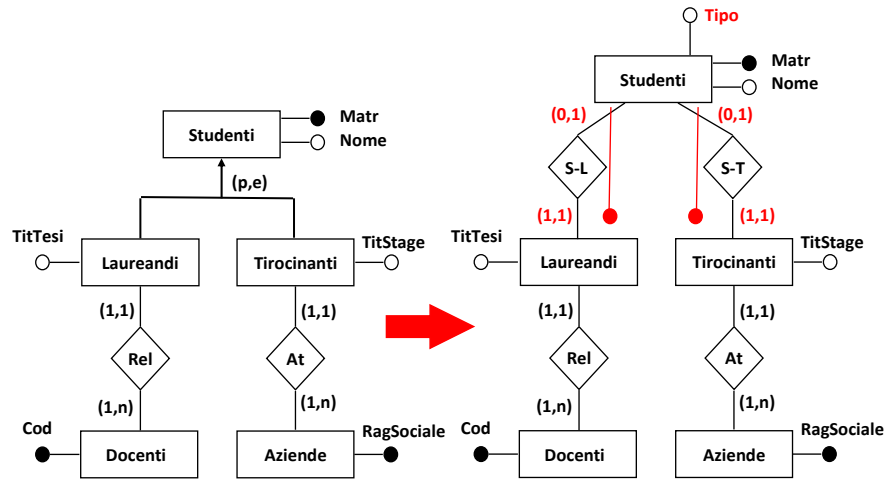 Studenti
Matr
Nome
(p,e)
TitTesi
Laureandi
Tirocinanti
TitStage
(1,1)
(1,1)
Rel
At
(1,n)
(1,n)
Cod
Docenti
Aziende
RagSociale
Tipo
Studenti
Matr
Nome
(0,1)
(0,1)
S-L
S-T
(1,1)
(1,1)
TitTesi
Laureandi
Tirocinanti
TitStage
(1,1)
(1,1)
Rel
At
(1,n)
(1,n)
Cod
Docenti
Aziende
RagSociale